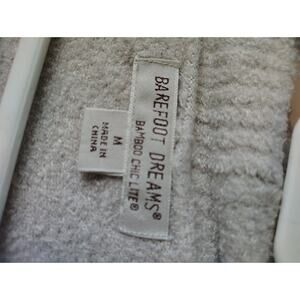 BAREFOOT DREAMS®
BAMBOO CHIC LITE®
M
MADE IN
CHINA